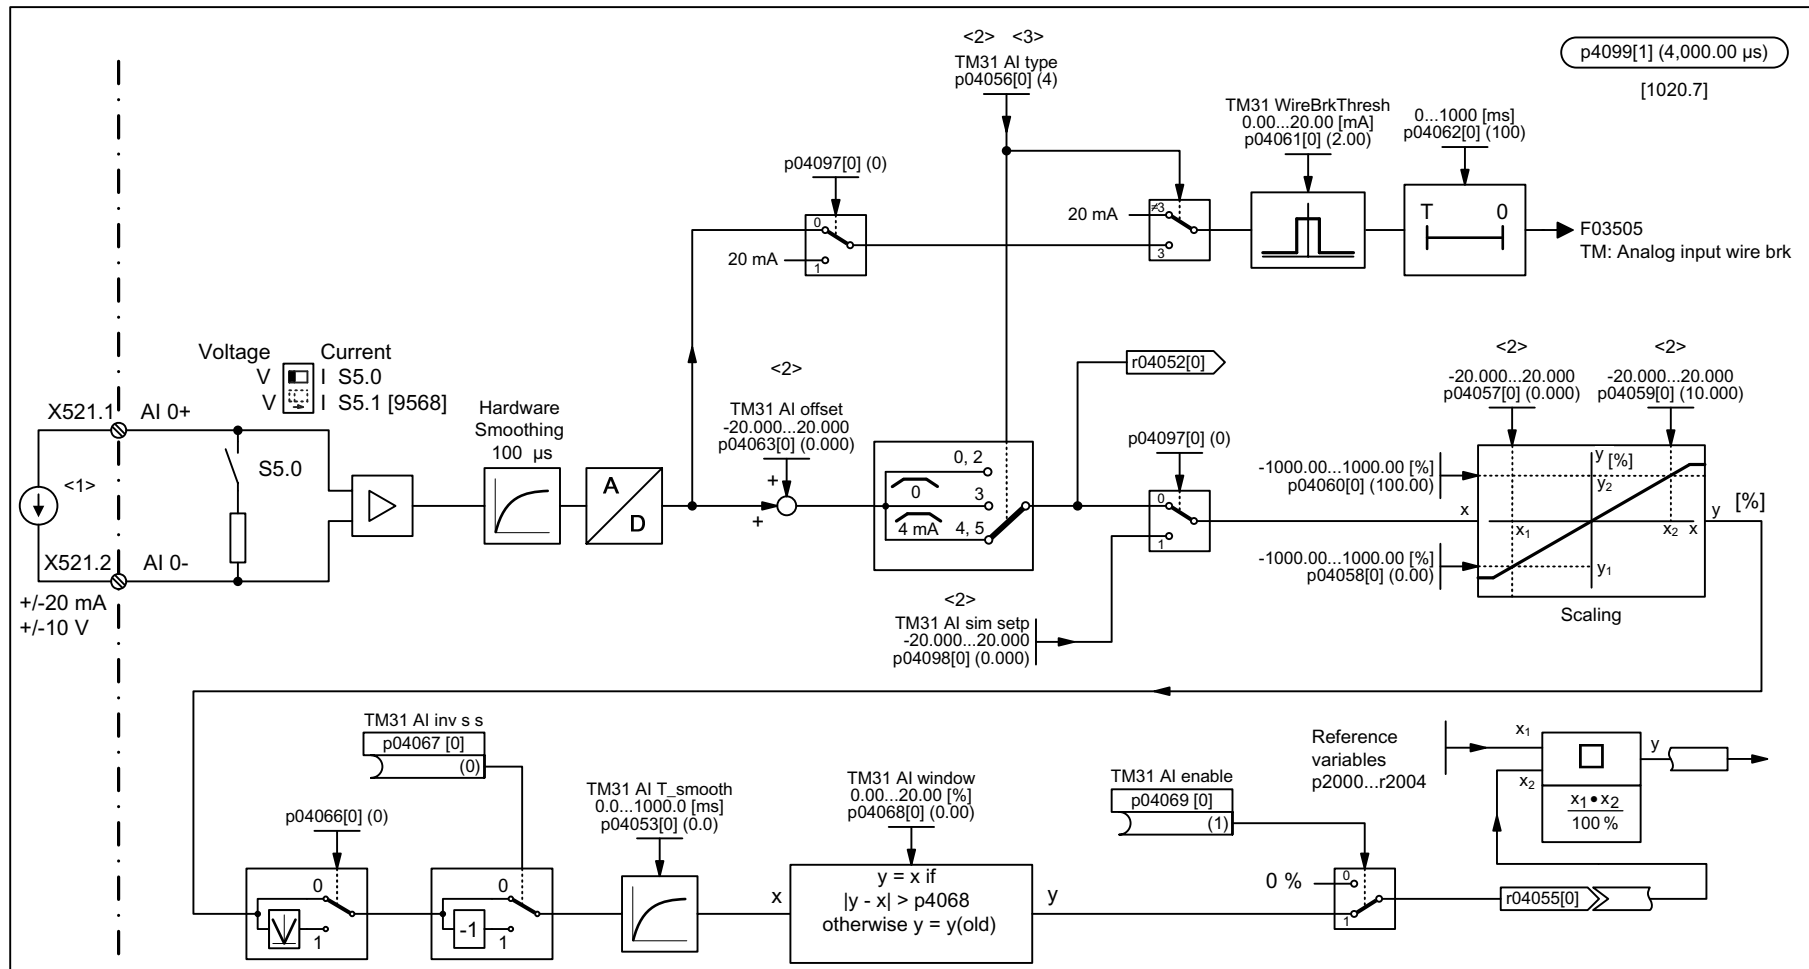 <2> <3>
TM31 AI type
p04056[0] (4)
p4099[1] (4,000.00 µs)
[1020.7]
TM31 WireBrkThresh
0.00...20.00 [mA]
p04061[0] (2.00)
0...1000 [ms]
p04062[0] (100)
p04097[0] (0)
0
20 mA
1
20 mA
≠3
3
T 0
F03505
TM: Analog input wire brk
Voltage Current
V I S5.0
V I S5.1 [9568]
X521.1 AI 0+
<1>
S5.0
X521.2 AI 0-
+/-20 mA
+/-10 V
Hardware
Smoothing
100 µs
A
D
<2>
TM31 AI offset
-20.000...20.000
p04063[0] (0.000)
+
+
0, 2
0
3
4 mA
4, 5
r04052[0]
p04097[0] (0)
0
1
<2>
TM31 AI sim setp
-20.000...20.000
p04098[0] (0.000)
<2>
-20.000...20.000
p04057[0] (0.000)
<2>
-20.000...20.000
p04059[0] (10.000)
-1000.00...1000.00 [%]
p04060[0] (100.00)
x
-1000.00...1000.00 [%]
p04058[0] (0.00)
y [%]
y2
x1
x2 x
y1
y [%]
Scaling
TM31 AI inv s s
p04067 [0]
(0)
p04066[0] (0)
0
1
0
-1
1
TM31 AI T_smooth
0.0...1000.0 [ms]
p04053[0] (0.0)
TM31 AI window
0.00...20.00 [%]
p04068[0] (0.00)
x
y = x if
|y - x| > p4068
otherwise y = y(old)
y
TM31 AI enable
p04069 [0]
(1)
0 %
0
1
Reference
variables
p2000...r2004
x1
x2
y
x1 • x2
100 %
r04055[0]